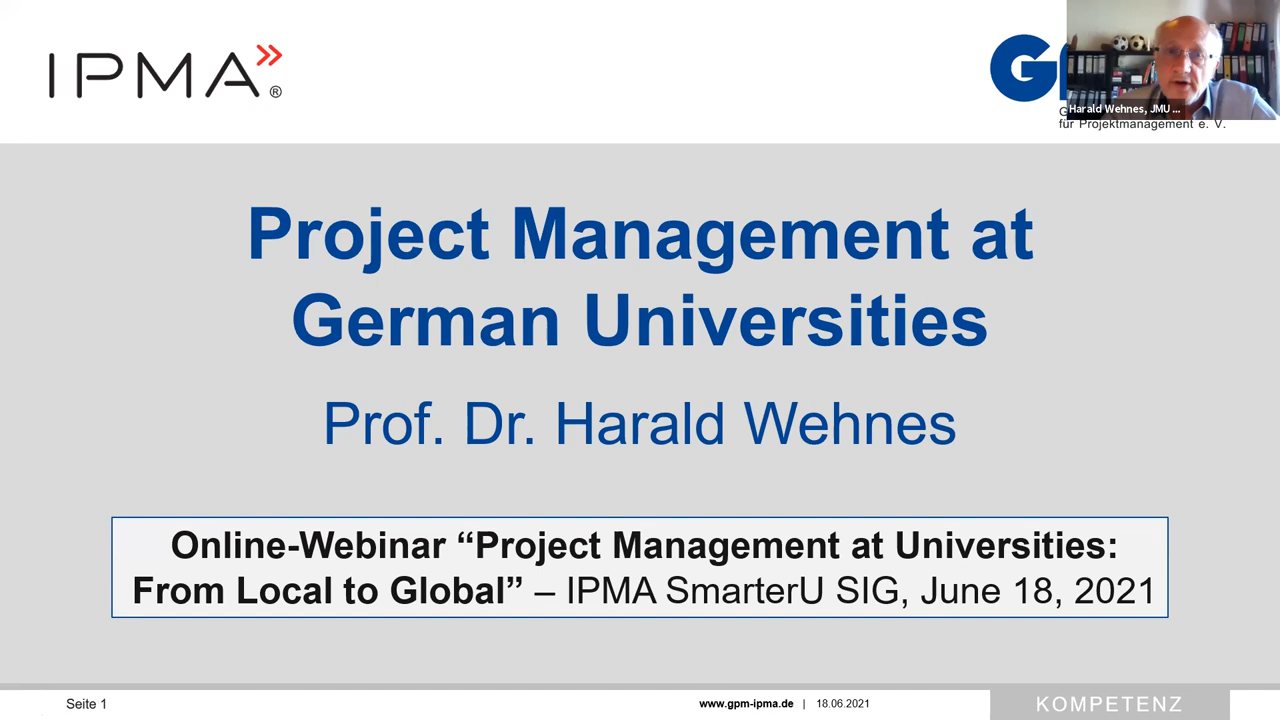 IPMA®
Harald Wehnes, JMU ...
für Projektmanagement e. V.
Project Management at
German Universities
Prof. Dr. Harald Wehnes
Online-Webinar “Project Management at Universities:
From Local to Global” – IPMA SmarterU SIG, June 18, 2021
Seite 1
www.gpm-ipma.de | 18.06.2021
KOMPETENZ